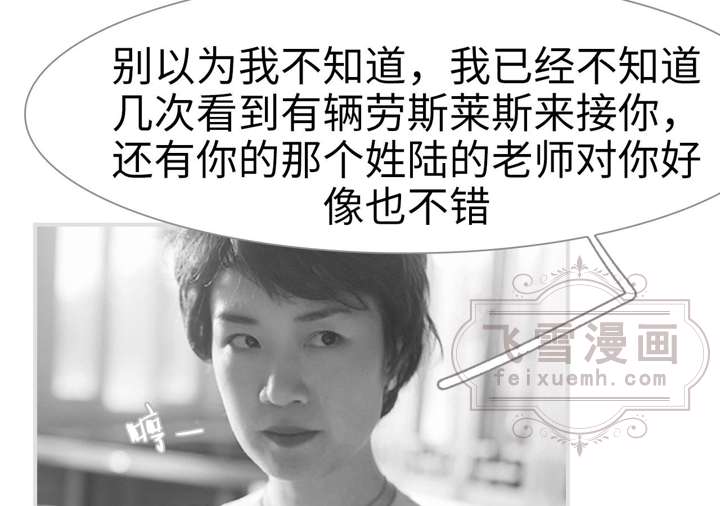 别以为我不知道，我已经不知道
几次看到有辆劳斯莱斯来接你，
还有你的那个姓陆的老师对你好
像也不错
飞雪漫画
feixuemh.com
哼